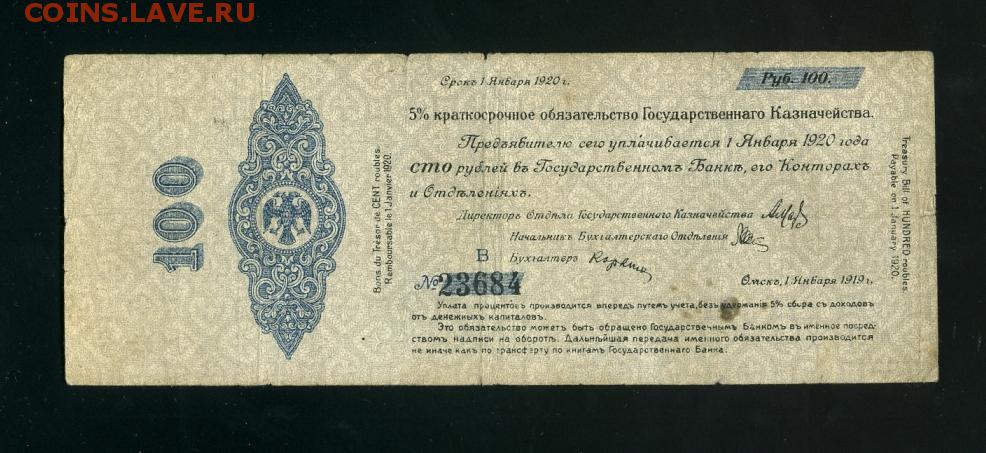 COINS.LAVE.RU
Срокъ 1 Января 1920 г.
Руб. 100.
5% краткосрочное обязательство Государственнаго Казначейства.
Предъявителю сего уплачивается 1 Января 1920 года
сто рублей въ Государственномъ Банкѣ, его Конторахъ
и Отдѣленіяхъ.
Директоръ Отдѣла Государственнаго Казначейства
Начальникъ Бухгалтерскаго Отдѣленія
В Бухгалтеръ
№ 23684
Омскъ, 1 Января 1919 г,
Уплата процентовъ производится впередъ путемъ учета, безъ удержанія 5% сбора съ доходовъ
отъ денежныхъ капиталовъ.
Это обязательство можетъ быть обращено Государственнымъ Банкомъ въ именное посред-
ствомъ надписи на оборотѣ. Дальнѣйшая передача именного обязательства производится
не иначе какъ по трансферту по книгамъ Государственнаго Банка.
100
Bons du Trésor de CENT roubles.
Remboursable le 1 Janvier 1920.
Treasury Bill of HUNDRED roubles.
Payable on 1 January 1920.